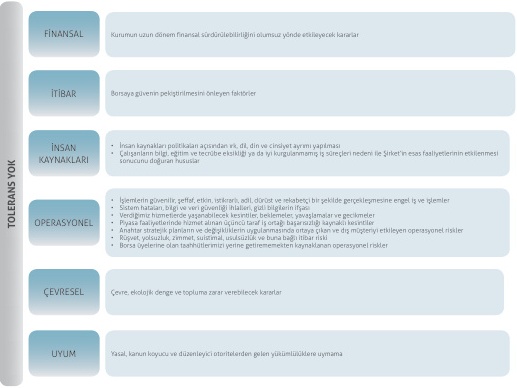 TOLERANS YOK
FİNANSAL
Kurumun uzun dönem finansal sürdürülebilirliğini olumsuz yönde etkileyecek kararlar
İTİBAR
Borsaya güvenin pekiştirilmesini önleyen faktörler
İNSAN
KAYNAKLARI
• İnsan kaynakları politikaları açısından ırk, dil, din ve cinsiyet ayrımı yapılması
• Çalışanların bilgi, eğitim ve tecrübe eksikliği ya da iyi kurgulanmamış iş süreçleri nedeni ile Şirket'in esas faaliyetlerinin etkilenmesi
sonucunu doğuran hususlar
OPERASYONEL
• İşlemlerin güvenilir, şeffaf, etkin, istikrarlı, adil, dürüst ve rekabetçi bir şekilde gerçekleşmesine engel iş ve işlemler
• Sistem hataları, bilgi ve veri güvenliği ihlalleri, gizli bilgilerin ifşası
• Verdiğimiz hizmetlerde yaşanabilecek kesintiler, beklemeler, yavaşlamalar ve gecikmeler
• Piyasa faaliyetlerinde hizmet alınan üçüncü taraf iş ortağı başarısızlığı kaynaklı kesintiler
• Anahtar stratejik planların ve değişikliklerin uygulanmasında ortaya çıkan ve dış müşteriyi etkileyen operasyonel riskler
• Rüşvet, yolsuzluk, zimmet, suistimal, usulsüzlük ve buna bağlı itibar riski
• Borsa üyelerine olan taahhütlerimizi yerine getirememekten kaynaklanan operasyonel riskler
ÇEVRESEL
Çevre, ekolojik denge ve topluma zarar verebilecek kararlar
UYUM
Yasal, kanun koyucu ve düzenleyici otoritelerden gelen yükümlülüklere uymama